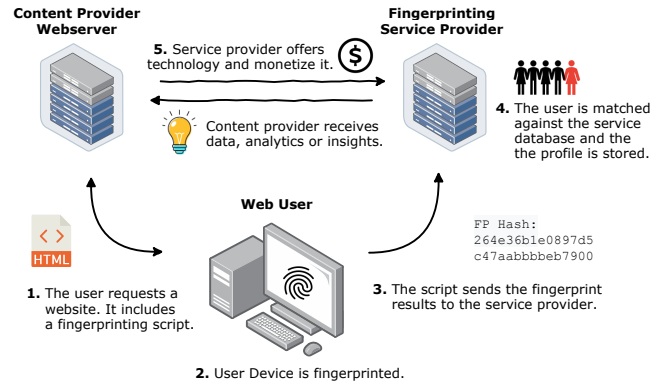 Content Provider
Webserver
Fingerprinting
Service Provider
5. Service provider offers
technology and monetize it.
$
Content provider receives
data, analytics or insights.
4. The user is matched
against the service
database and the
the profile is stored.
Web User
HTML
1. The user requests a
website. It includes
a fingerprinting script.
FP Hash:
264e36b1e0897d5
c47aabbbbeb7900
3. The script sends the fingerprint
results to the service provider.
2. User Device is fingerprinted.